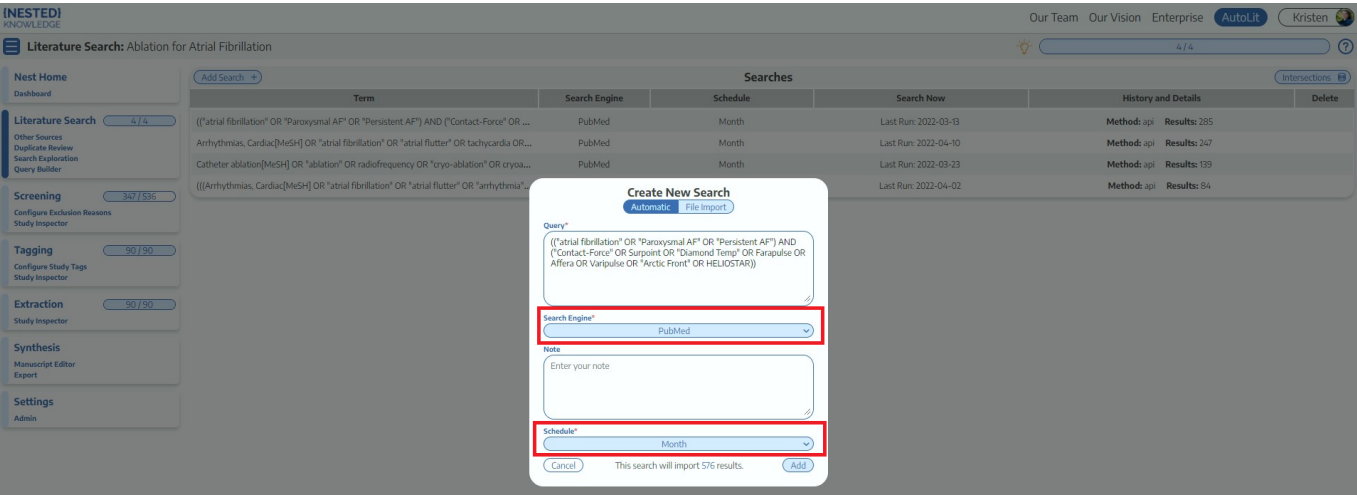 {NESTED}
KNOWLEDGE
Our Team Our Vision Enterprise AutoLit Kristen
Literature Search: Ablation for Atrial Fibrillation
4/4
?
Nest Home
Dashboard
Literature Search 4/4
Other Sources
Duplicate Review
Search Exploration
Query Builder
Screening 347/536
Configure Exclusion Reasons
Study Inspector
Tagging 90/90
Configure Study Tags
Study Inspector
Extraction 90/90
Study Inspector
Synthesis
Manuscript Editor
Export
Settings
Admin
Add Search + Searches Intersections
Term Search Engine Schedule Search Now History and Details Delete
(("atrial fibrillation" OR "Paroxysmal AF" OR "Persistent AF") AND ("Contact-Force" OR ... PubMed Month Last Run: 2022-03-13 Method: api Results: 285
Arrhythmias, Cardiac[MeSH] OR "atrial fibrillation" OR "atrial flutter" OR tachycardia OR... PubMed Month Last Run: 2022-04-10 Method: api Results: 247
Catheter ablation[MeSH] OR "ablation" OR radiofrequency OR "cryo-ablation" OR cryoa... PubMed Month Last Run: 2022-03-23 Method: api Results: 139
(((Arrhythmias, Cardiac[MeSH] OR "atrial fibrillation" OR "atrial flutter" OR "arrhythmia"... Last Run: 2022-04-02 Method: api Results: 84
Create New Search
Automatic File Import
Query*
(("atrial fibrillation" OR "Paroxysmal AF" OR "Persistent AF") AND
("Contact-Force" OR Surpoint OR "Diamond Temp" OR Farapulse OR
Affera OR Varipulse OR "Arctic Front" OR HELIOSTAR))
Search Engine*
PubMed
Note
Enter your note
Schedule*
Month
Cancel This search will import 576 results. Add